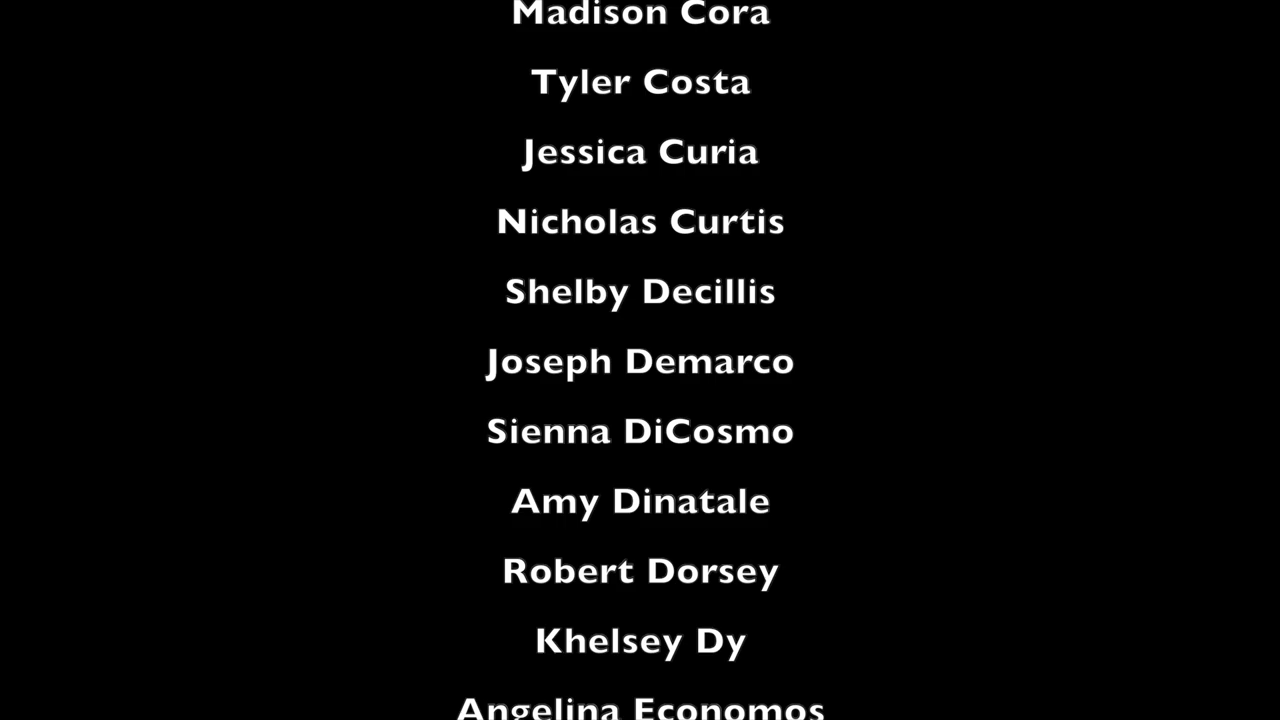 Madison Cora
Tyler Costa
Jessica Curia
Nicholas Curtis
Shelby Decillis
Joseph Demarco
Sienna DiCosmo
Amy Dinatale
Robert Dorsey
Khelsey Dy
Angelina Economos